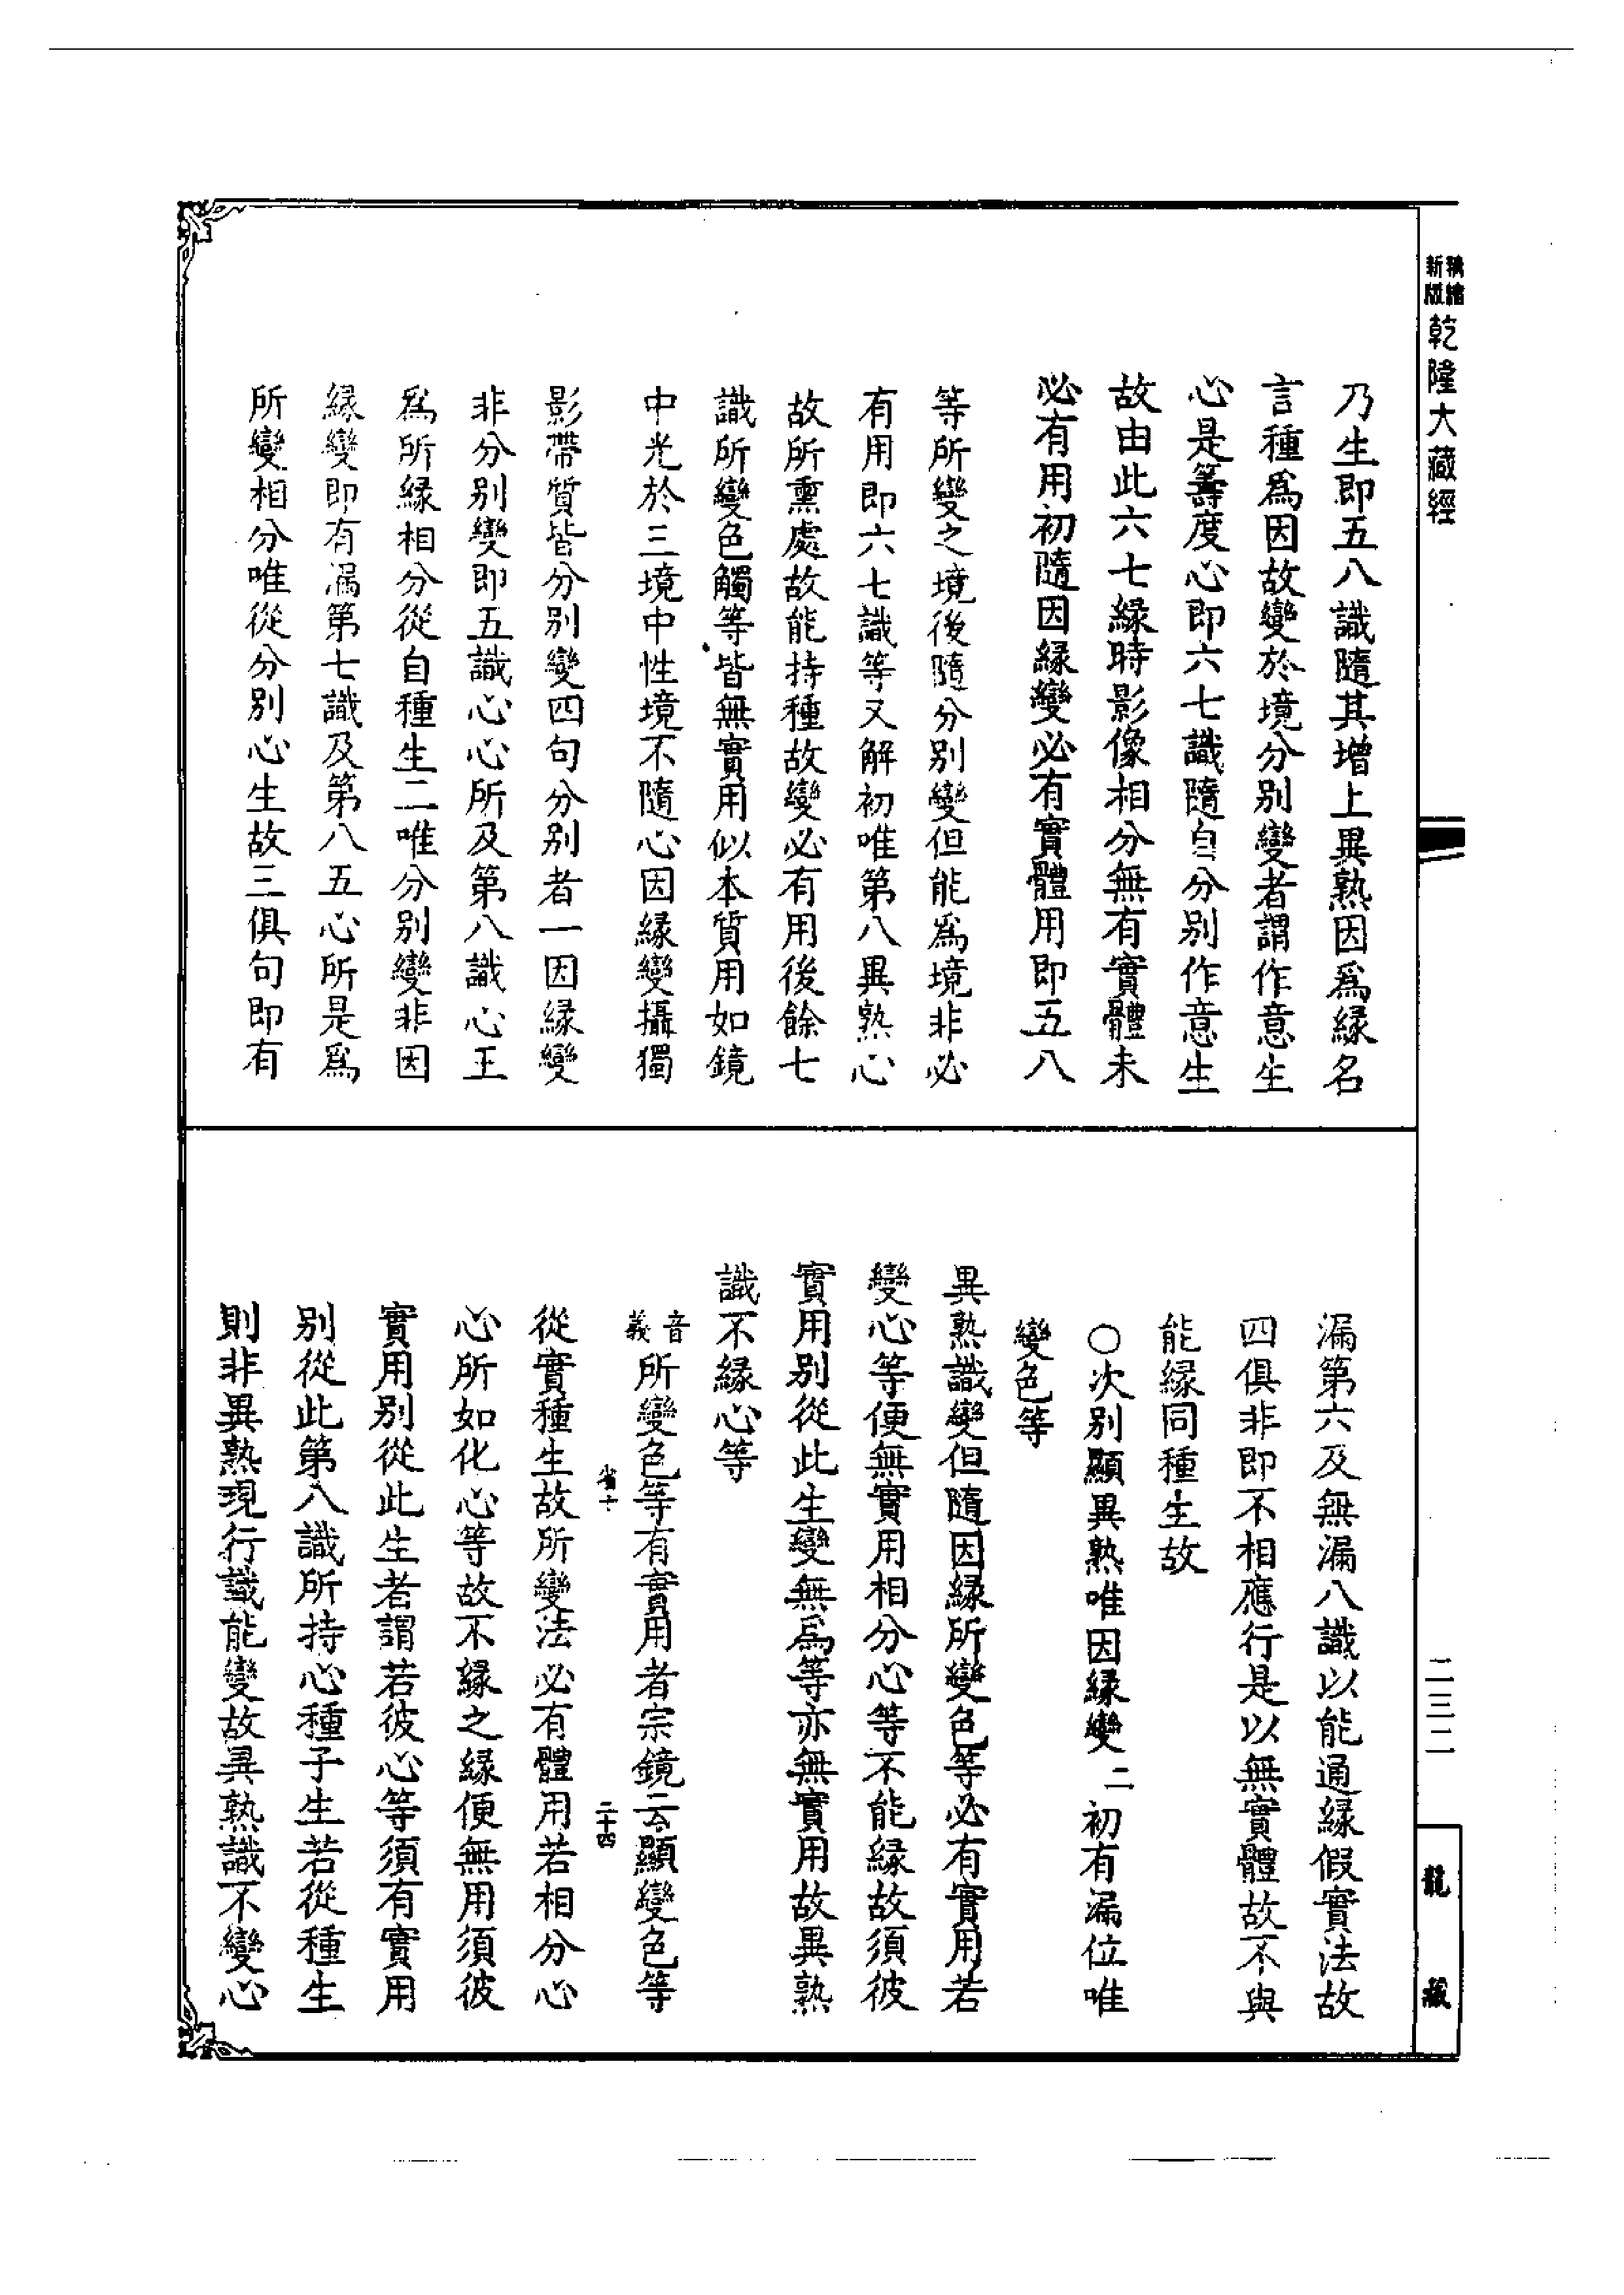 精縮
新版
乾隆大藏經
乃生即五八識隨其增上異熟因爲緣名
言種爲因故變於境分別變者謂作意生
心是籌度心即六七識隨自分別作意生
故由此六七緣時影像相分無有實體未
必有用初隨因緣變必有實體用即五八
等所變之境後隨分別變但能爲境非必
有用即六七識等又解初唯第八異熟心
故所熏處故能持種故變必有用後餘七
識所變色觸等皆無實用似本質用如鏡
中光於三境中性境不隨心因緣變攝獨
影帶質皆分別變四句分別者一因緣變
非分別變即五識心心所及第八識心王
爲所緣相分從自種生二唯分別變非因
緣變即有漏第七識及第八五心所是爲
所變相分唯從分別心生故三俱句即有
漏第六及無漏八識以能通緣假實法故
四俱非即不相應行是以無實體故不與
能緣同種生故
○次別顯異熟唯因緣變二初有漏位唯
變色等
異熟識變但隨因緣所變色等必有實用若
變心等便無實用相分心等不能緣故須彼
實用別從此生變無爲等亦無實用故異熟
識不緣心等
音義所變色等有實用者宗鏡云顯變色等
省十
二十四
從實種生故所變法必有體用若相分心
心所如化心等故不緣之緣便無用須彼
實用別從此生者謂若彼心等須有實用
別從此第八識所持心種子生若從種生
則非異熟現行識能變故異熟識不變心
二三二
龍藏